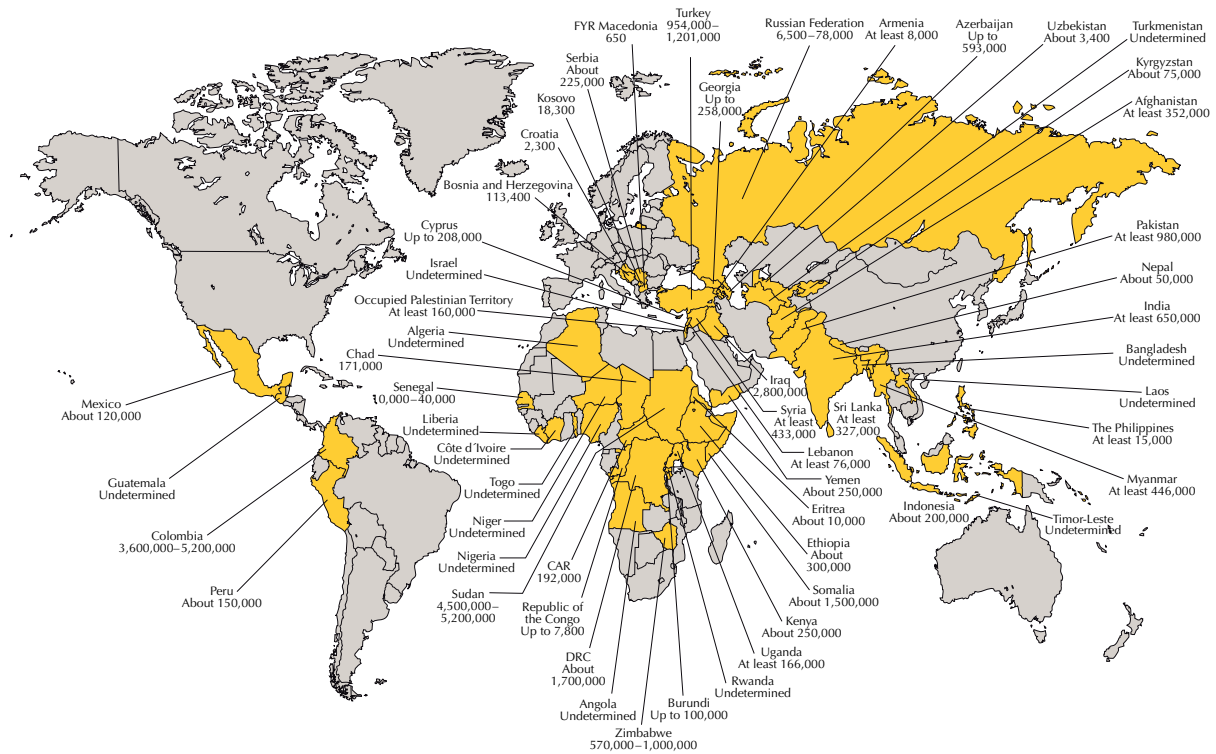 FYR Macedonia
650
Turkey
954,000–
1,201,000
Russian Federation
6,500–78,000
Armenia
At least 8,000
Azerbaijan
Up to
593,000
Uzbekistan
About 3,400
Turkmenistan
Undetermined
Serbia
About
225,000
Georgia
Up to
258,000
Kyrgyzstan
About 75,000
Kosovo
18,300
Afghanistan
At least 352,000
Croatia
2,300
Bosnia and Herzegovina
113,400
Cyprus
Up to 208,000
Pakistan
At least 980,000
Israel
Undetermined
Nepal
About 50,000
Occupied Palestinian Territory
At least 160,000
India
At least 650,000
Algeria
Undetermined
Bangladesh
Undetermined
Chad
171,000
Iraq
2,800,000
Senegal
10,000–40,000
Laos
Undetermined
Mexico
About 120,000
Syria
At least
433,000
Sri Lanka
At least
327,000
Liberia
Undetermined
The Philippines
At least 15,000
Côte d´Ivoire
Undetermined
Lebanon
At least 76,000
Guatemala
Undetermined
Togo
Undetermined
Yemen
About 250,000
Myanmar
At least 446,000
Eritrea
About 10,000
Indonesia
About 200,000
Timor-Leste
Undetermined
Niger
Undetermined
Colombia
3,600,000–5,200,000
Ethiopia
About
300,000
Nigeria
Undetermined
CAR
192,000
Peru
About 150,000
Sudan
4,500,000–
5,200,000
Somalia
About 1,500,000
Republic of
the Congo
Up to 7,800
Kenya
About 250,000
DRC
About
1,700,000
Uganda
At least 166,000
Rwanda
Undetermined
Angola
Undetermined
Burundi
Up to 100,000
Zimbabwe
570,000–1,000,000